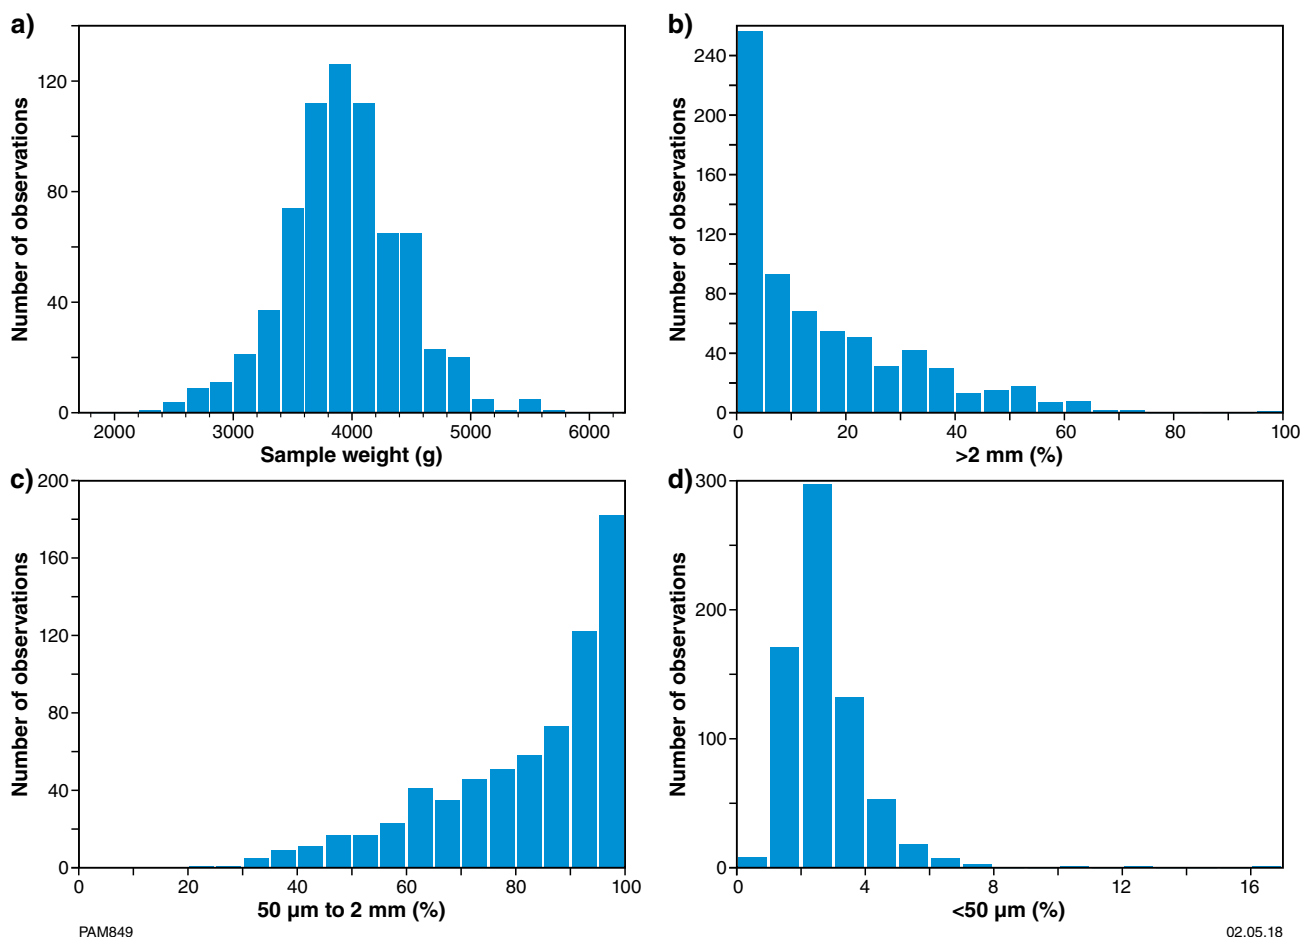 a)
Number of observations
120
80
40
0
2000 3000 4000 5000 6000
Sample weight (g)
b)
Number of observations
240
200
160
120
80
40
0
0 20 40 60 80 100
>2 mm (%)
c)
Number of observations
200
160
120
80
40
0
0 20 40 60 80 100
50 µm to 2 mm (%)
d)
Number of observations
300
200
100
0
0 4 8 12 16
<50 µm (%)
PAM849
02.05.18